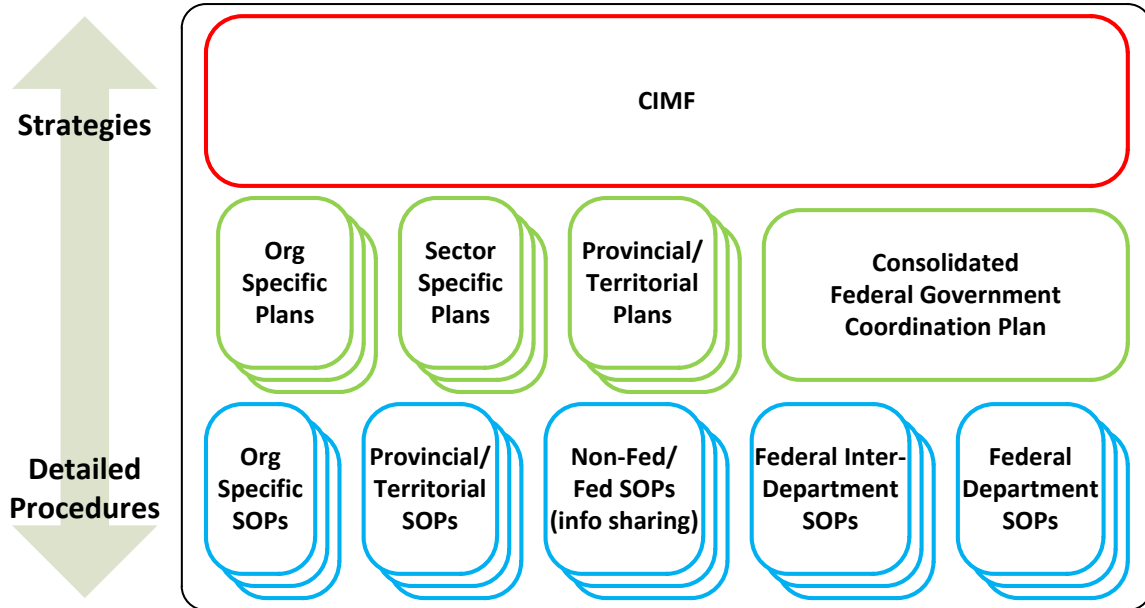 Strategies
CIMF
Org
Specific
Plans
Sector
Specific
Plans
Provincial/
Territorial
Plans
Consolidated
Federal Government
Coordination Plan
Detailed
Procedures
Org
Specific
SOPs
Provincial/
Territorial
SOPs
Non-Fed/
Fed SOPs
(info sharing)
Federal Inter-
Department
SOPs
Federal
Department
SOPs